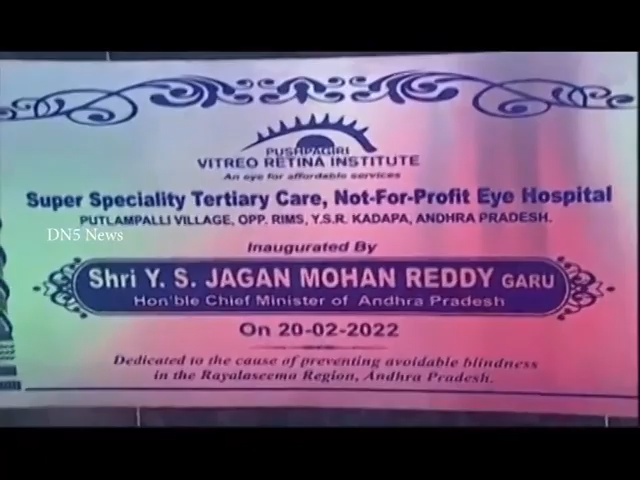 PUSHPAGIRI
VITREO RETINA INSTITUTE
An eye for affordable services
Super Speciality Tertiary Care, Not-For-Profit Eye Hospital
PUTLAMPALLI VILLAGE, OPP. RIMS, Y.S.R. KADAPA, ANDHRA PRADESH.
DN5 News
Inaugurated By
Shri Y. S. JAGAN MOHAN REDDY GARU
Hon'ble Chief Minister of Andhra Pradesh
On 20-02-2022
Dedicated to the cause of preventing avoidable blindness
in the Rayalaseema Region, Andhra Pradesh.